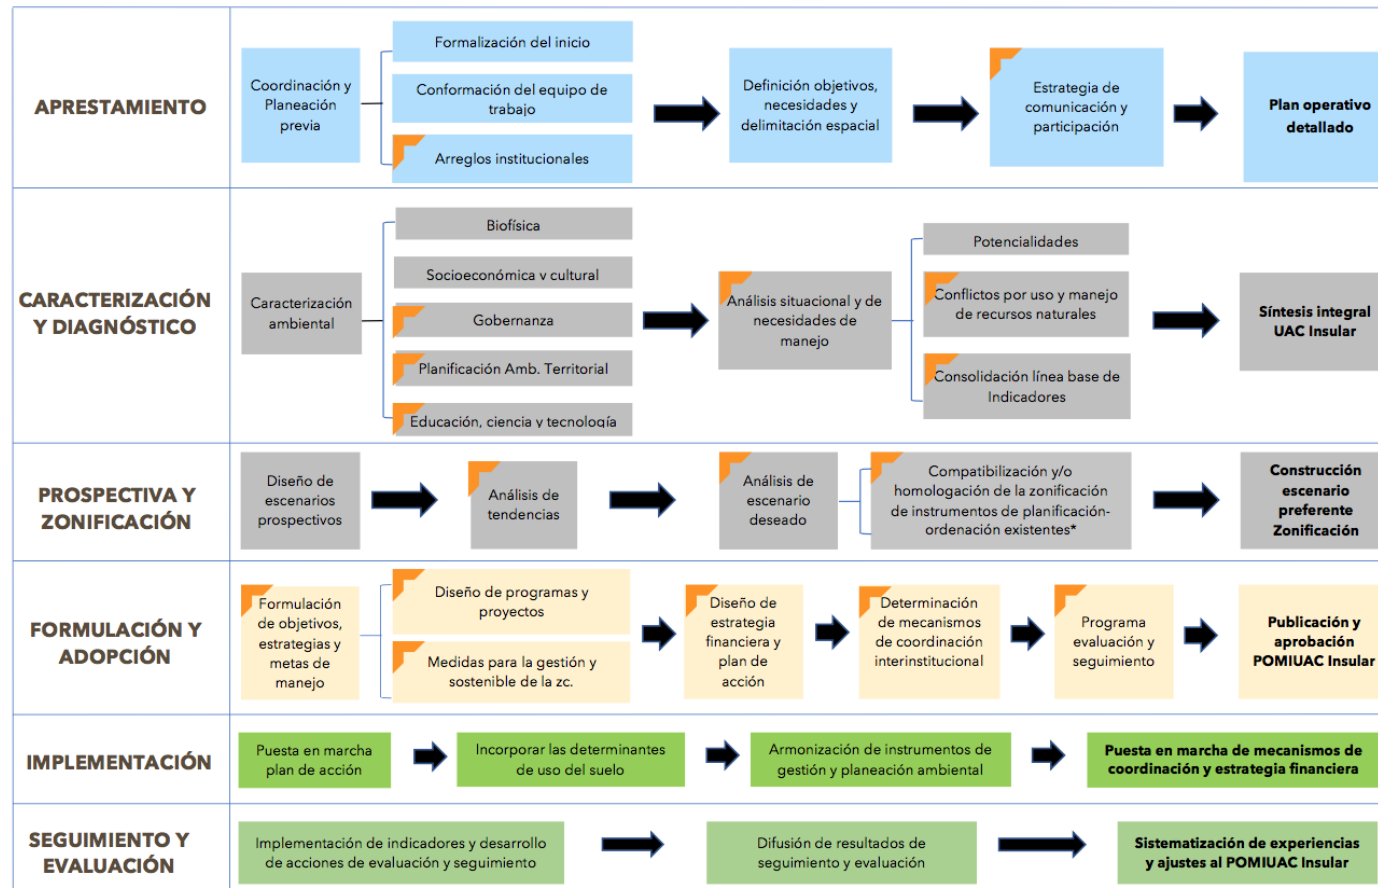 APRESTAMIENTO
Coordinación y
Planeación
previa
Formalización del inicio
Conformación del equipo de
trabajo
Arreglos institucionales
Definición objetivos,
necesidades y
delimitación espacial
Estrategia de
comunicación y
participación
Plan operativo
detallado
CARACTERIZACIÓN
Y DIAGNÓSTICO
Caracterización
ambiental
Biofísica
Socioeconómica y cultural
Gobernanza
Planificación Amb. Territorial
Educación, ciencia y tecnología
Análisis situacional y de
necesidades de
manejo
Potencialidades
Conflictos por uso y manejo
de recursos naturales
Consolidación línea base de
Indicadores
Síntesis integral
UAC Insular
PROSPECTIVA Y
ZONIFICACIÓN
Diseño de
escenarios
prospectivos
Análisis de
tendencias
Análisis de
escenario
deseado
Compatibilización y/o
homologación de la zonificación
de instrumentos de planificación-
ordenación existentes*
Construcción
escenario
preferente
Zonificación
FORMULACIÓN Y
ADOPCIÓN
Formulación
de objetivos,
estrategias y
metas de
manejo
Diseño de programas y
proyectos
Medidas para la gestión y
sostenible de la zc.
Diseño de
estrategia
financiera y
plan de
acción
Determinación
de mecanismos
de coordinación
interinstitucional
Programa
evaluación y
seguimiento
Publicación y
aprobación
POMIUAC Insular
IMPLEMENTACIÓN
Puesta en marcha
plan de acción
Incorporar las determinantes
de uso del suelo
Armonización de instrumentos de
gestión y planeación ambiental
Puesta en marcha de mecanismos de
coordinación y estrategia financiera
SEGUIMIENTO Y
EVALUACIÓN
Implementación de indicadores y desarrollo
de acciones de evaluación y seguimiento
Difusión de resultados de
seguimiento y evaluación
Sistematización de experiencias
y ajustes al POMIUAC Insular